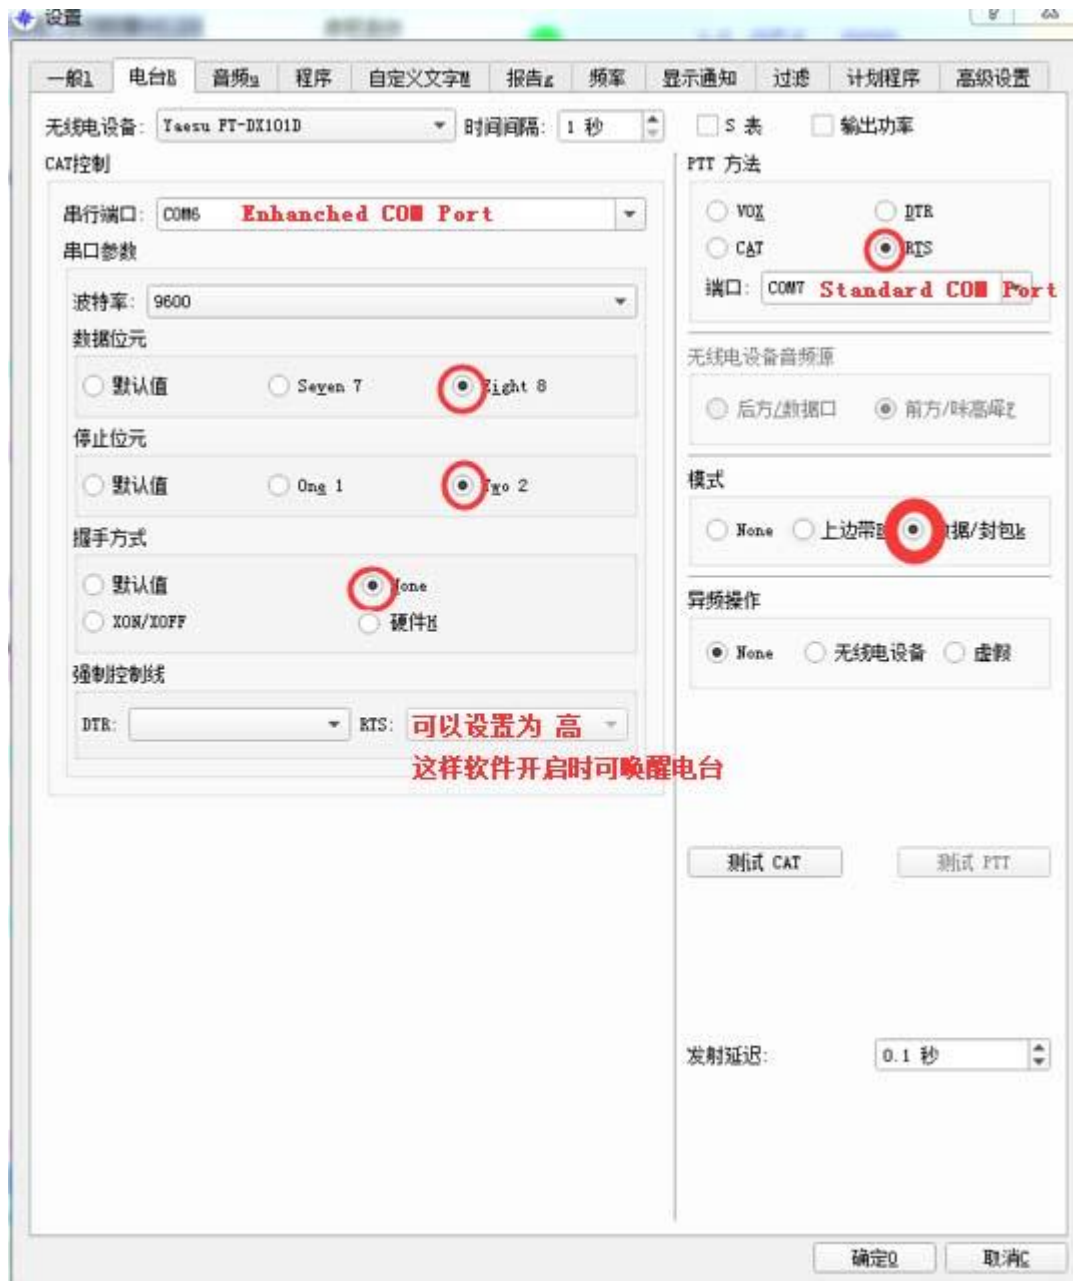 设置
一般1 电台R 音频u 程序 自定义文字M 报告g 频率 显示通知 过滤 计划程序 高级设置
无线电设备: Yaesu FT-DX101D 时间间隔: 1 秒 S 表 输出功率
CAT控制
串行端口: COM6 Enhanched COM Port
串口参数
波特率: 9600
数据位元
默认值 Seven 7 Eight 8
停止位元
默认值 One 1 Two 2
握手方式
默认值 None
XON/XOFF 硬件H
强制控制线
DTR: RTS: 可以设置为 高
这样软件开启时可唤醒电台
PTT 方法
VOX DTR
CAT RTS
端口: COM7 Standard COM Port
无线电设备音频源
后方/数据口 前方/咪高峰F
模式
None 上边带 据/封包k
异频操作
None 无线电设备 虚假
测试 CAT 测试 PTT
发射延迟: 0.1 秒
确定O 取消C